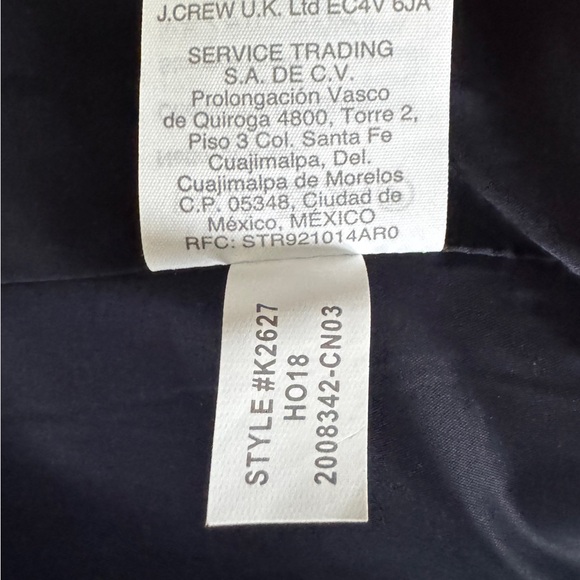 J.CREW U.K. Ltd EC4V 6JA
SERVICE TRADING
S.A. DE C.V.
Prolongación Vasco
de Quiroga 4800, Torre 2,
Piso 3 Col. Santa Fe
Cuajimalpa, Del.
Cuajimalpa de Morelos
C.P. 05348, Ciudad de
México, MÉXICO
RFC: STR921014AR0
STYLE #K2627
HO18
2008342-CN03